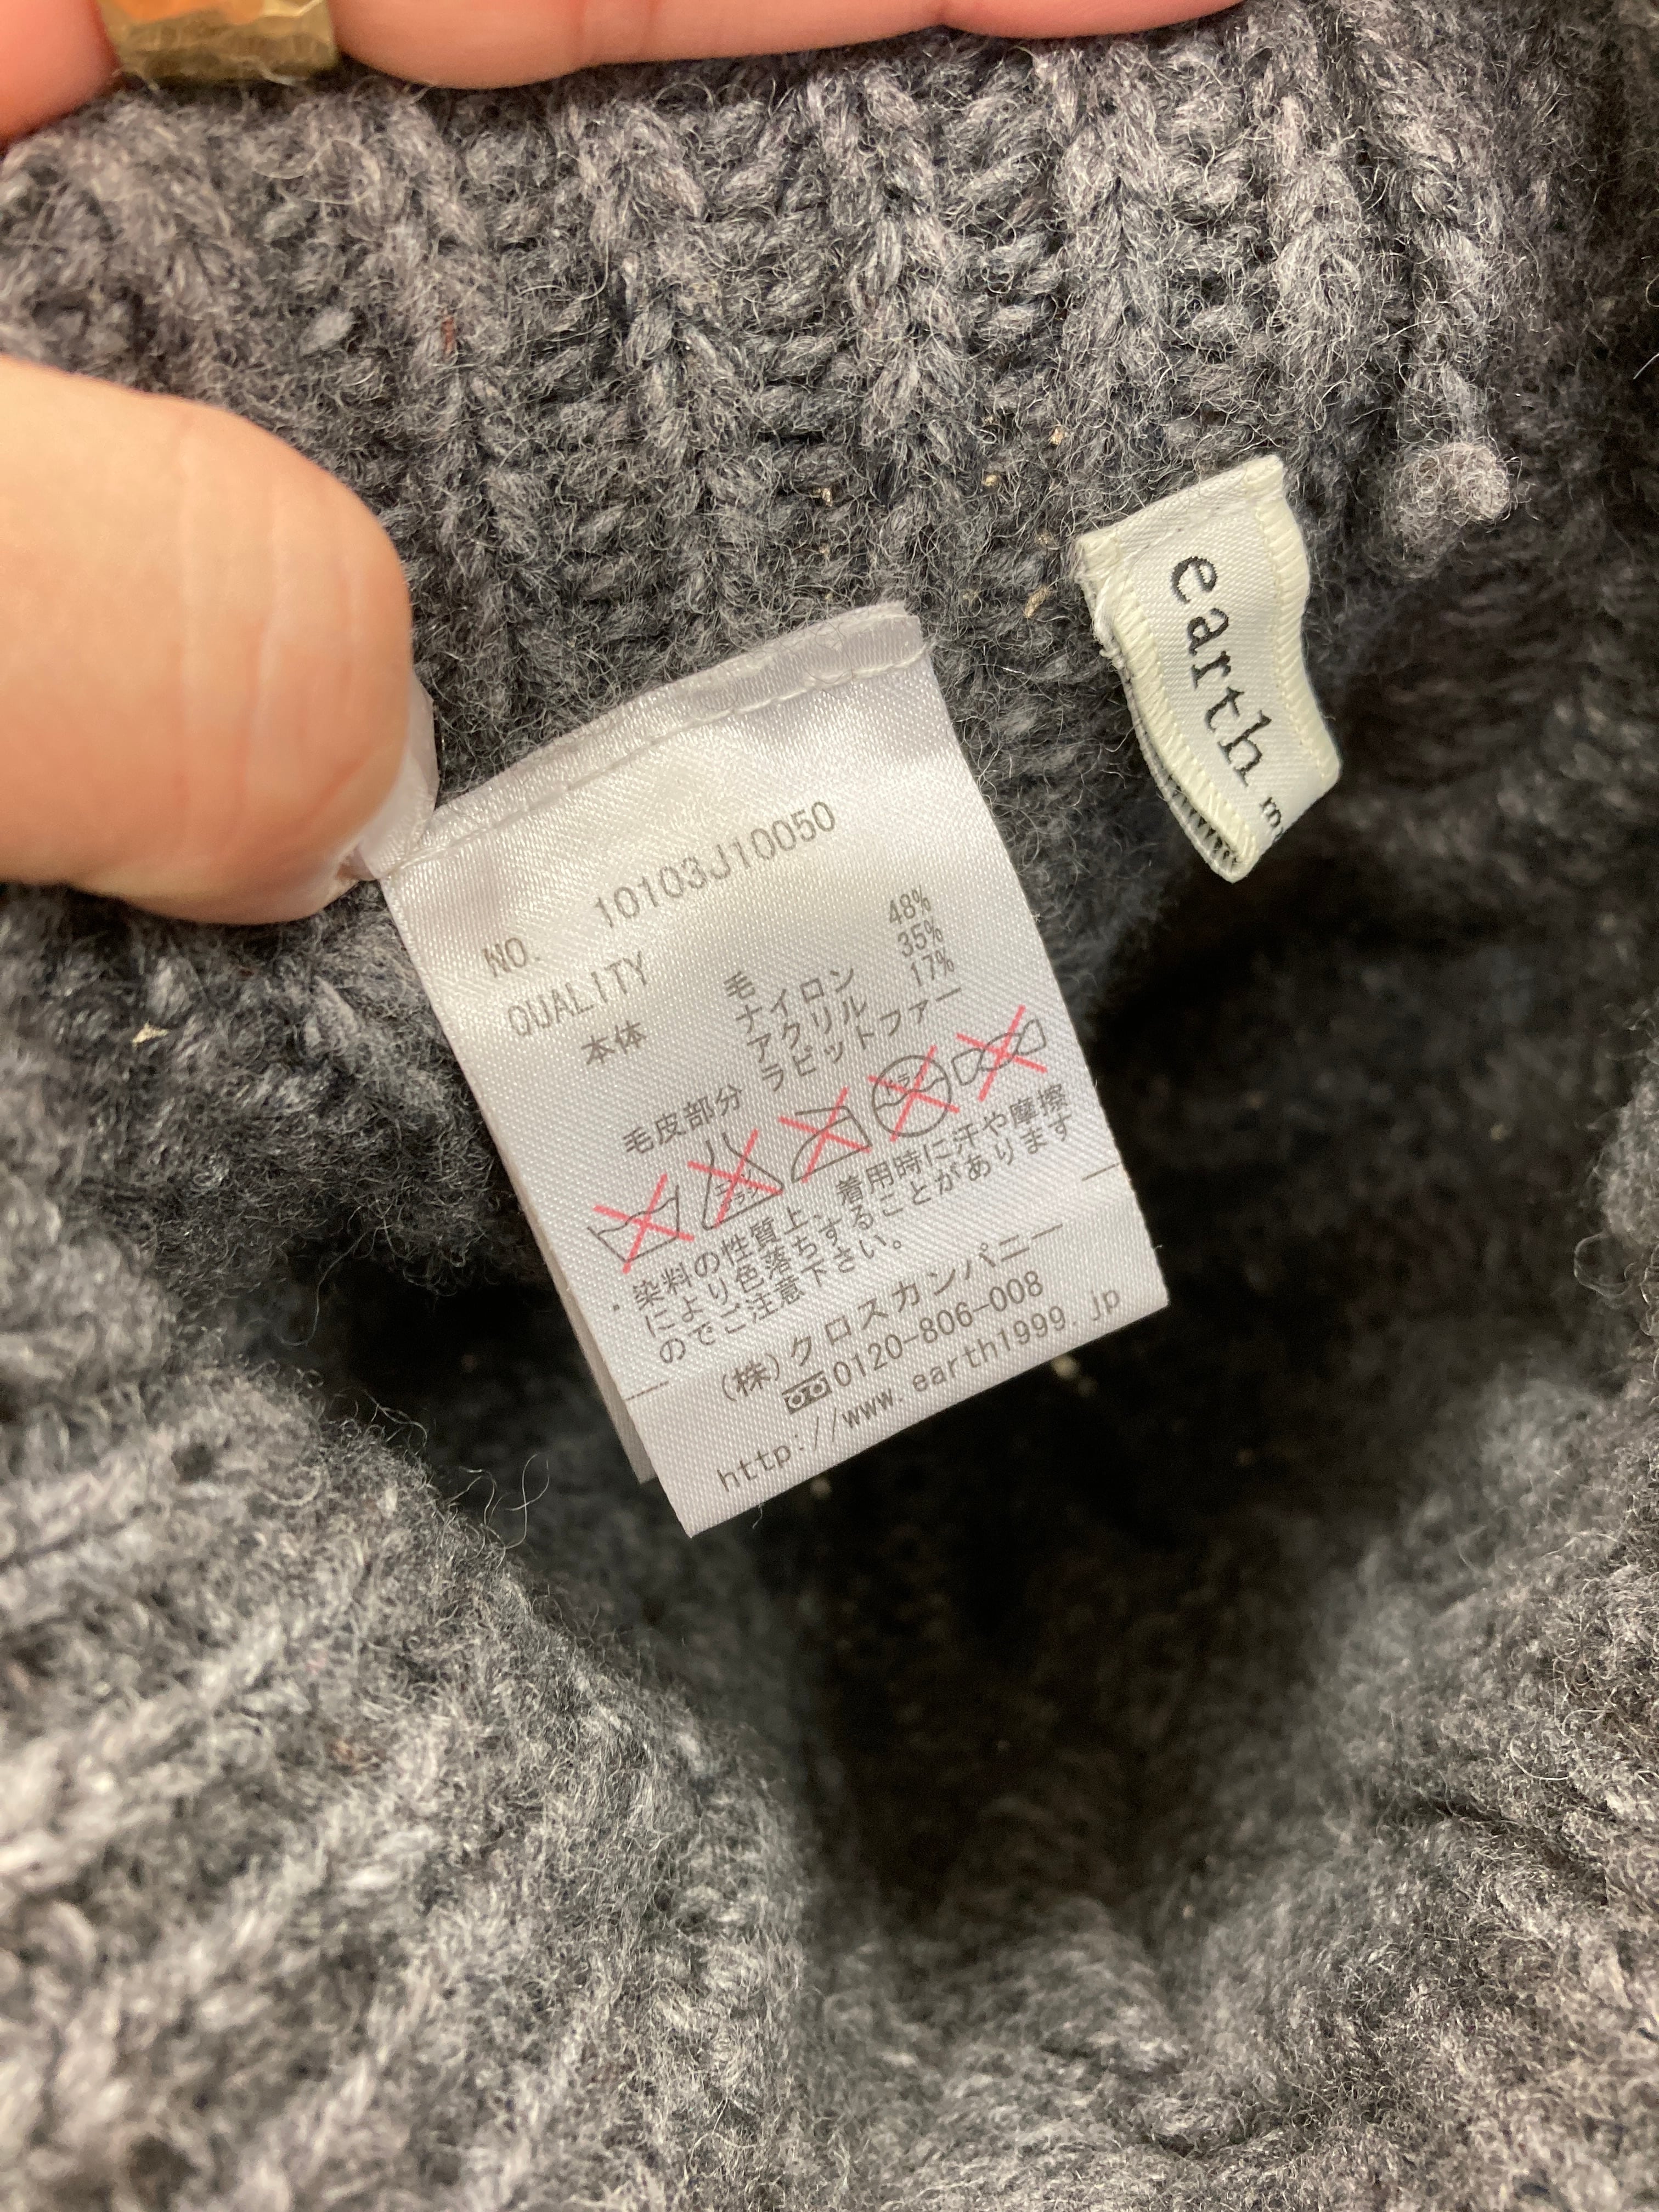 NO. 10103J10050
QUALITY
本体 毛 48%
ナイロン 35%
アクリル 17%
毛皮部分 ラビットファー
・染料の性質上、着用時に汗や摩擦
により色落ちすることがあります
のでご注意下さい。
(株)クロスカンパニー
0120-806-008
http://www.earth1999.jp
earth